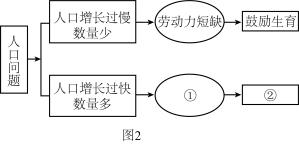 人口问题
人口增长过慢
数量少
劳动力短缺
鼓励生育
人口增长过快
数量多
①
②
图2